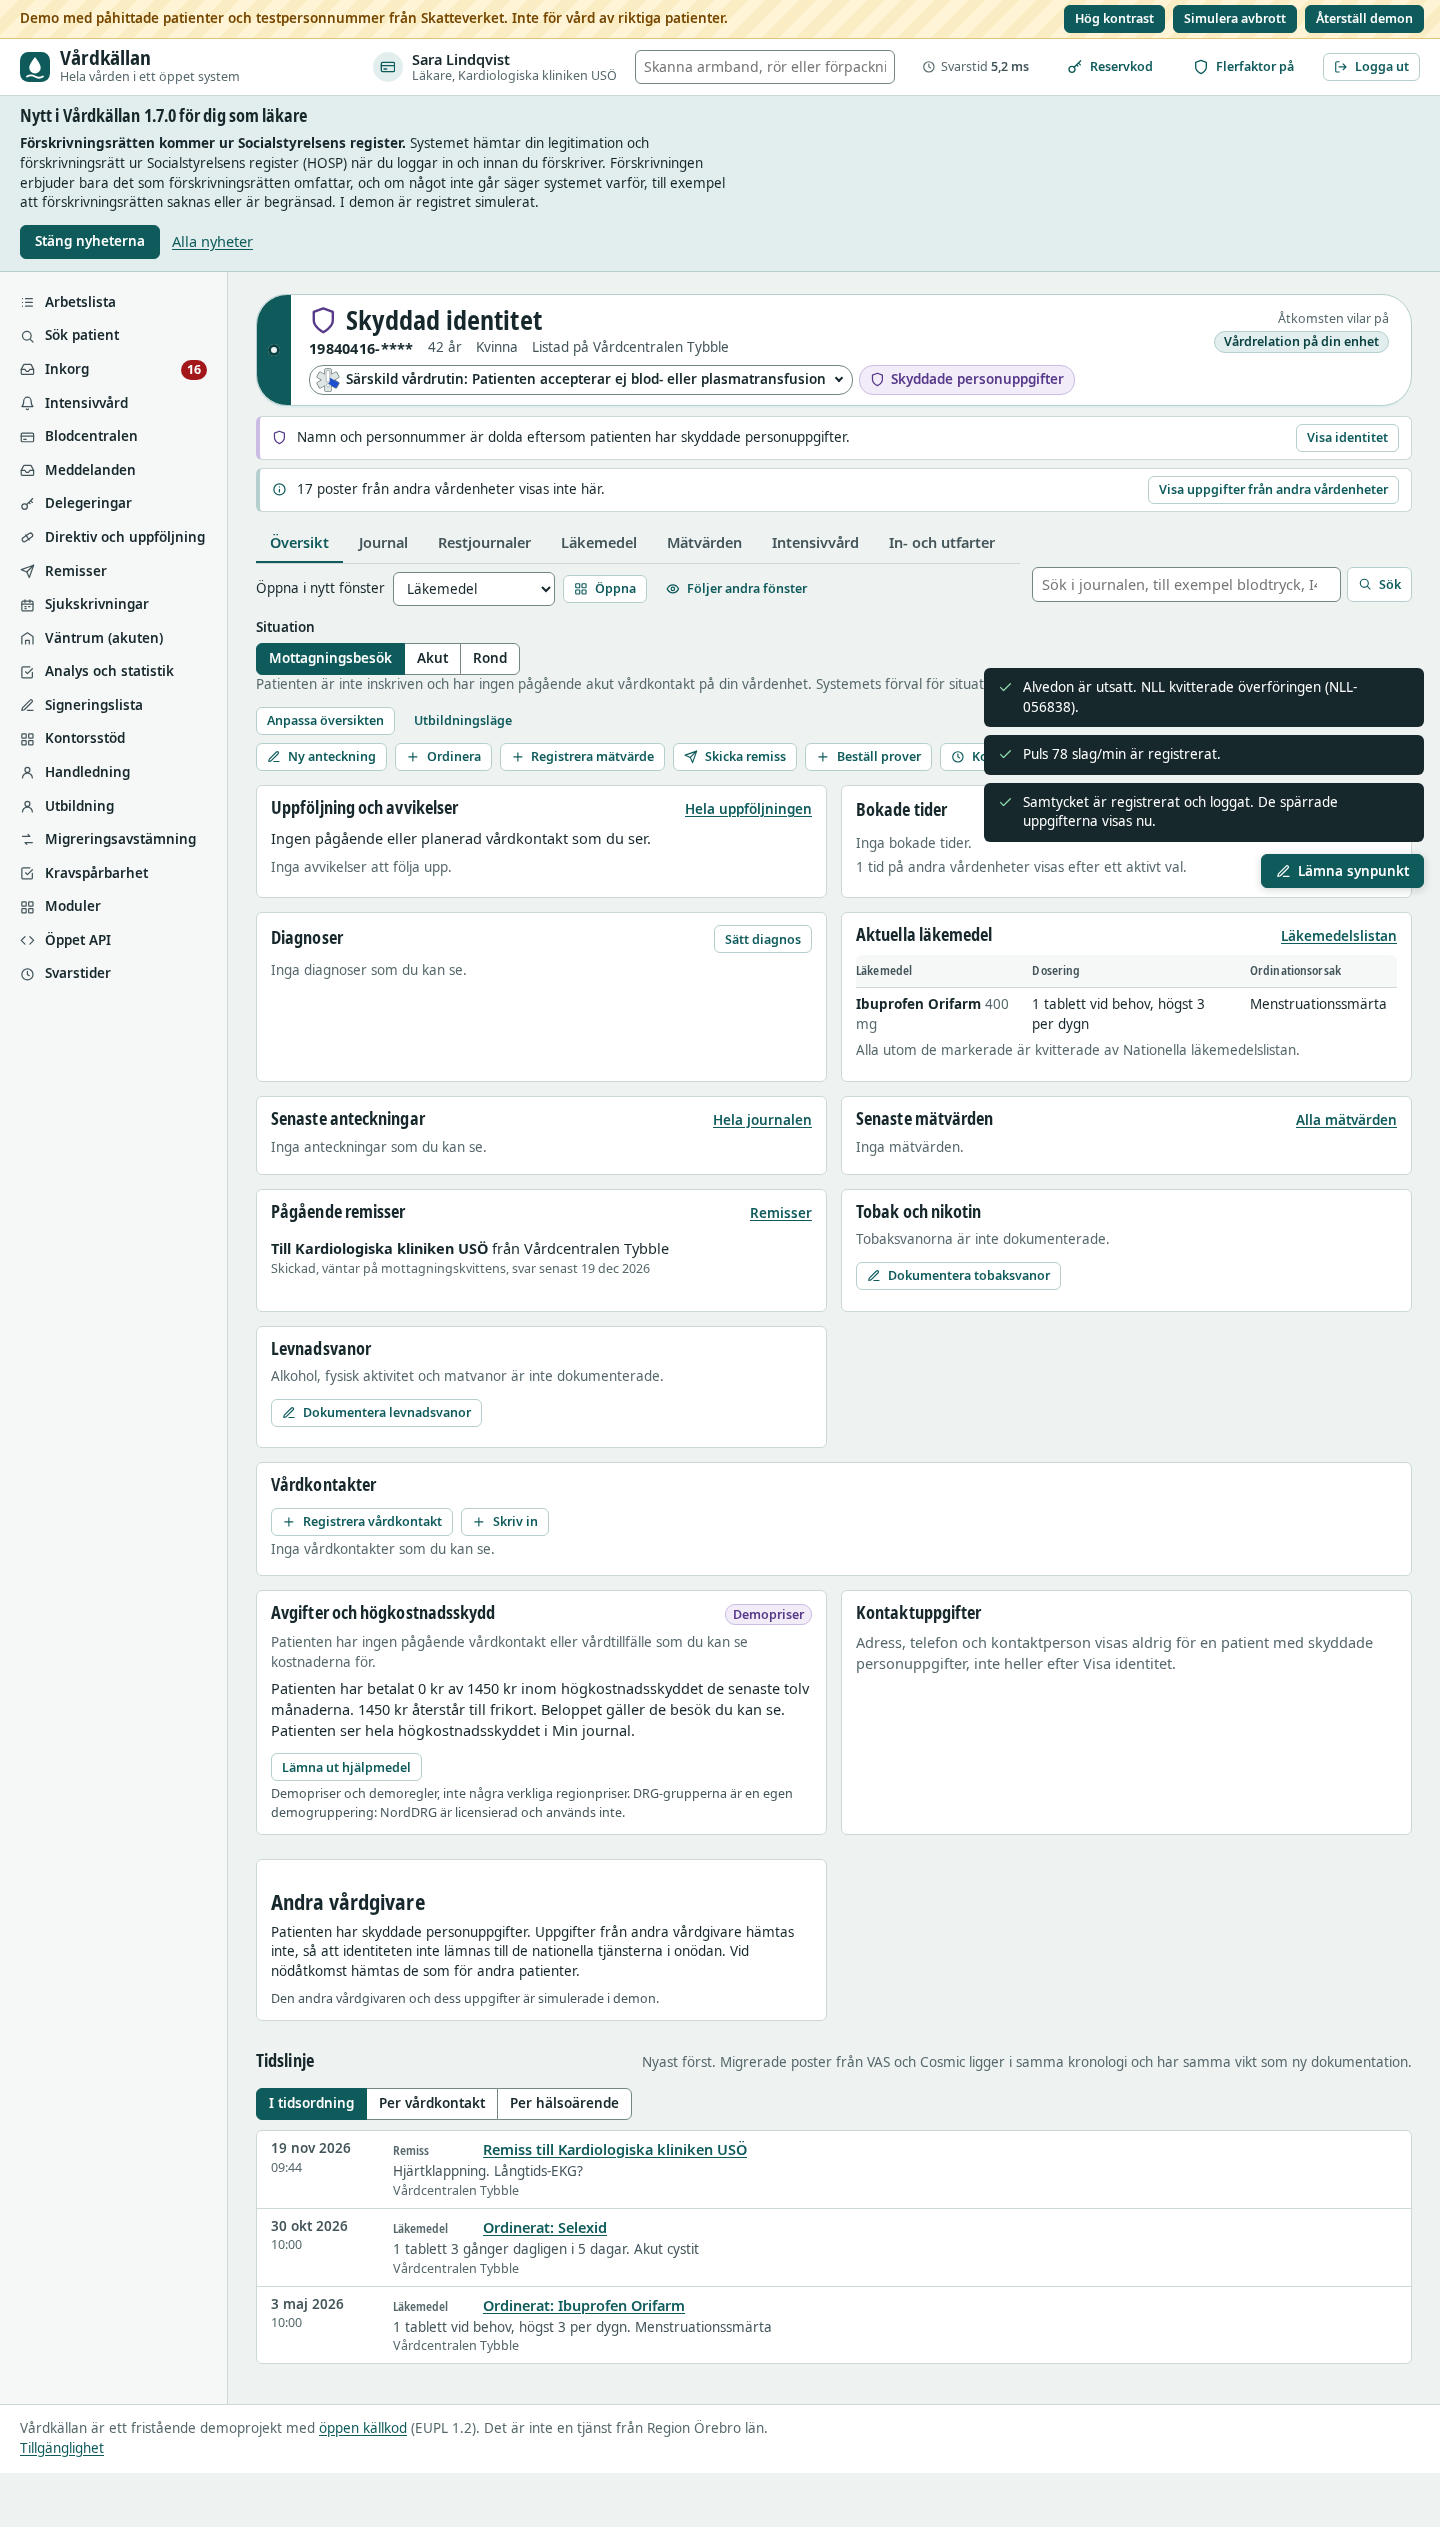 Demo med påhittade patienter och testpersonnummer från Skatteverket. Inte för vård av riktiga patienter.
Hög kontrast
Simulera avbrott
Återställ demon
Vårdkällan
Hela vården i ett öppet system
Sara Lindqvist
Läkare, Kardiologiska kliniken USÖ
Skanna armband, rör eller förpackni
Svarstid 5,2 ms
Reservkod
Flerfaktor på
Logga ut
Nytt i Vårdkällan 1.7.0 för dig som läkare
Förskrivningsrätten kommer ur Socialstyrelsens register. Systemet hämtar din legitimation och
förskrivningsrätt ur Socialstyrelsens register (HOSP) när du loggar in och innan du förskriver. Förskrivningen
erbjuder bara det som förskrivningsrätten omfattar, och om något inte går säger systemet varför, till exempel
att förskrivningsrätten saknas eller är begränsad. I demon är registret simulerat.
Stäng nyheterna
Alla nyheter
Arbetslista
Sök patient
Inkorg
16
Intensivvård
Blodcentralen
Meddelanden
Delegeringar
Direktiv och uppföljning
Remisser
Sjukskrivningar
Väntrum (akuten)
Analys och statistik
Signeringslista
Kontorsstöd
Handledning
Utbildning
Migreringsavstämning
Kravspårbarhet
Moduler
Öppet API
Svarstider
Skyddad identitet
19840416-****
42 år
Kvinna
Listad på Vårdcentralen Tybble
Särskild vårdrutin: Patienten accepterar ej blod- eller plasmatransfusion
Skyddade personuppgifter
Åtkomsten vilar på
Vårdrelation på din enhet
Namn och personnummer är dolda eftersom patienten har skyddade personuppgifter.
Visa identitet
17 poster från andra vårdenheter visas inte här.
Visa uppgifter från andra vårdenheter
Översikt
Journal
Restjournaler
Läkemedel
Mätvärden
Intensivvård
In- och utfarter
Öppna i nytt fönster
Läkemedel
Öppna
Följer andra fönster
Sök i journalen, till exempel blodtryck, I
Sök
Situation
Mottagningsbesök
Akut
Rond
Patienten är inte inskriven och har ingen pågående akut vårdkontakt på din vårdenhet. Systemets förval för situat
Anpassa översikten
Utbildningsläge
Ny anteckning
Ordinera
Registrera mätvärde
Skicka remiss
Beställ prover
Alvedon är utsatt. NLL kvitterade överföringen (NLL-
056838).
Puls 78 slag/min är registrerat.
Samtycket är registrerat och loggat. De spärrade
uppgifterna visas nu.
Lämna synpunkt
Uppföljning och avvikelser
Hela uppföljningen
Ingen pågående eller planerad vårdkontakt som du ser.
Inga avvikelser att följa upp.
Bokade tider
Inga bokade tider.
1 tid på andra vårdenheter visas efter ett aktivt val.
Diagnoser
Sätt diagnos
Inga diagnoser som du kan se.
Aktuella läkemedel
Läkemedelslistan
Läkemedel
Dosering
Ordinationsorsak
Ibuprofen Orifarm 400
mg
1 tablett vid behov, högst 3
per dygn
Menstruationssmärta
Alla utom de markerade är kvitterade av Nationella läkemedelslistan.
Senaste anteckningar
Hela journalen
Inga anteckningar som du kan se.
Senaste mätvärden
Alla mätvärden
Inga mätvärden.
Pågående remisser
Remisser
Till Kardiologiska kliniken USÖ från Vårdcentralen Tybble
Skickad, väntar på mottagningskvittens, svar senast 19 dec 2026
Tobak och nikotin
Tobaksvanorna är inte dokumenterade.
Dokumentera tobaksvanor
Levnadsvanor
Alkohol, fysisk aktivitet och matvanor är inte dokumenterade.
Dokumentera levnadsvanor
Vårdkontakter
Registrera vårdkontakt
Skriv in
Inga vårdkontakter som du kan se.
Avgifter och högkostnadsskydd
Demopriser
Patienten har ingen pågående vårdkontakt eller vårdtillfälle som du kan se
kostnaderna för.
Patienten har betalat 0 kr av 1450 kr inom högkostnadsskyddet de senaste tolv
månaderna. 1450 kr återstår till frikort. Beloppet gäller de besök du kan se.
Patienten ser hela högkostnadsskyddet i Min journal.
Lämna ut hjälpmedel
Demopriser och demoregler, inte några verkliga regionpriser. DRG-grupperna är en egen
demogruppering: NordDRG är licensierad och används inte.
Kontaktuppgifter
Adress, telefon och kontaktperson visas aldrig för en patient med skyddade
personuppgifter, inte heller efter Visa identitet.
Andra vårdgivare
Patienten har skyddade personuppgifter. Uppgifter från andra vårdgivare hämtas
inte, så att identiteten inte lämnas till de nationella tjänsterna i onödan. Vid
nödåtkomst hämtas de som för andra patienter.
Den andra vårdgivaren och dess uppgifter är simulerade i demon.
Tidslinje
Nyast först. Migrerade poster från VAS och Cosmic ligger i samma kronologi och har samma vikt som ny dokumentation.
I tidsordning
Per vårdkontakt
Per hälsoärende
19 nov 2026
09:44
Remiss
Remiss till Kardiologiska kliniken USÖ
Hjärtklappning. Långtids-EKG?
Vårdcentralen Tybble
30 okt 2026
10:00
Läkemedel
Ordinerat: Selexid
1 tablett 3 gånger dagligen i 5 dagar. Akut cystit
Vårdcentralen Tybble
3 maj 2026
10:00
Läkemedel
Ordinerat: Ibuprofen Orifarm
1 tablett vid behov, högst 3 per dygn. Menstruationssmärta
Vårdcentralen Tybble
Vårdkällan är ett fristående demoprojekt med öppen källkod (EUPL 1.2). Det är inte en tjänst från Region Örebro län.
Tillgänglighet